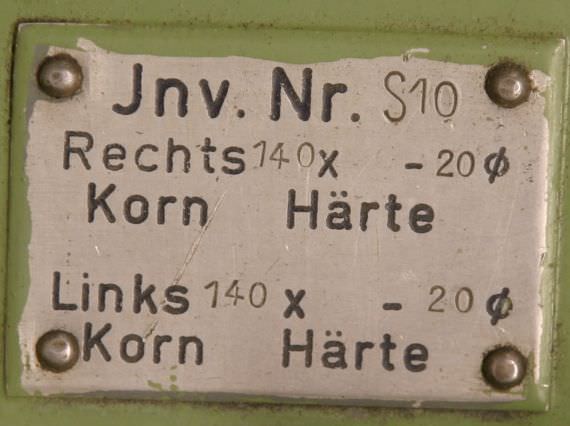 Jnv. Nr. S10
Rechts 140 x - 20 ø
Korn Härte
Links 140 x - 20 ø
Korn Härte